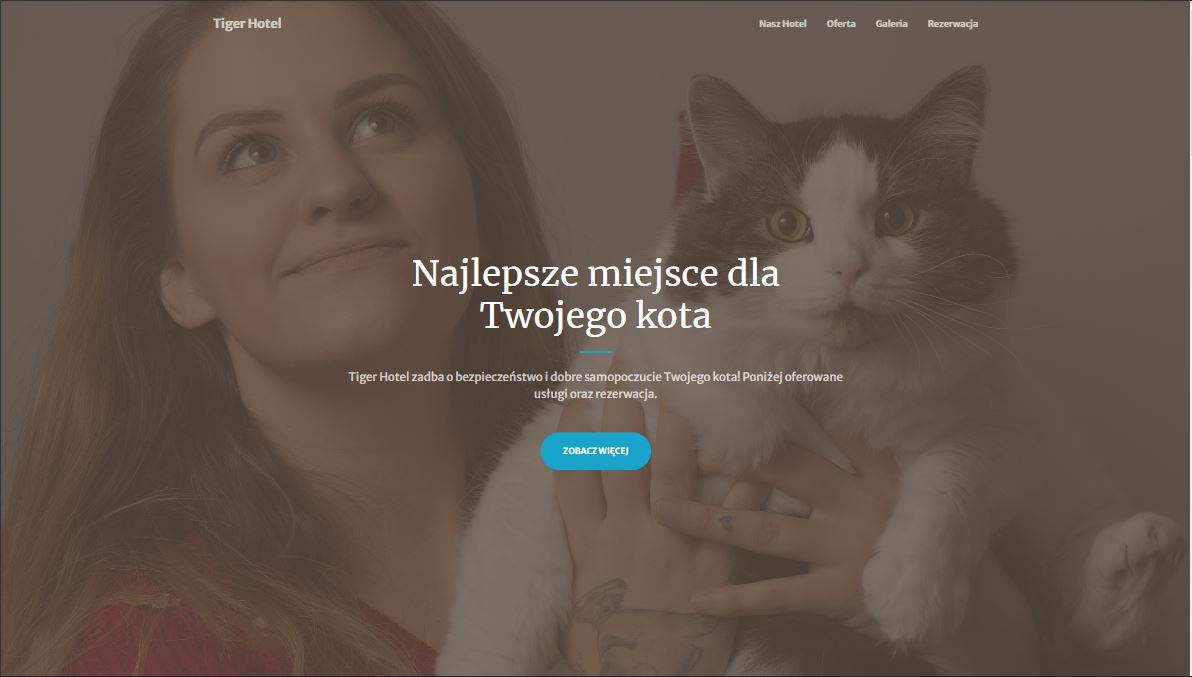 Tiger Hotel
Nasz Hotel Oferta Galeria Rezerwacja
Najlepsze miejsce dla
Twojego kota
Tiger Hotel zadba o bezpieczeństwo i dobre samopoczucie Twojego kota! Poniżej oferowane
usługi oraz rezerwacja.
ZOBACZ WIĘCEJ